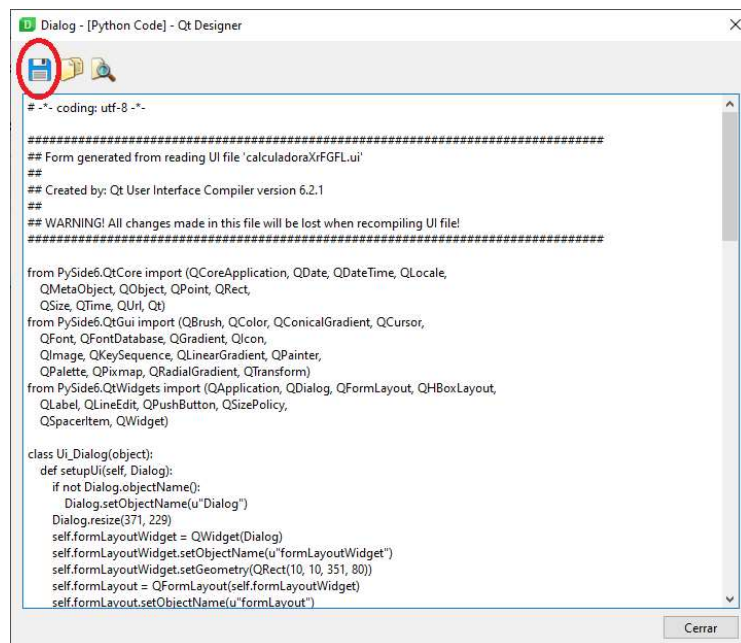 Dialog - [Python Code] - Qt Designer
# -*- coding: utf-8 -*-
################################################################################
## Form generated from reading UI file 'calculadoraXrFGFL.ui'
##
## Created by: Qt User Interface Compiler version 6.2.1
##
## WARNING! All changes made in this file will be lost when recompiling UI file!
################################################################################
from PySide6.QtCore import (QCoreApplication, QDate, QDateTime, QLocale,
QMetaObject, QObject, QPoint, QRect,
QSize, QTime, QUrl, Qt)
from PySide6.QtGui import (QBrush, QColor, QConicalGradient, QCursor,
QFont, QFontDatabase, QGradient, QIcon,
QImage, QKeySequence, QLinearGradient, QPainter,
QPalette, QPixmap, QRadialGradient, QTransform)
from PySide6.QtWidgets import (QApplication, QDialog, QFormLayout, QHBoxLayout,
QLabel, QLineEdit, QPushButton, QSizePolicy,
QSpacerItem, QWidget)
class Ui_Dialog(object):
def setupUi(self, Dialog):
if not Dialog.objectName():
Dialog.setObjectName(u"Dialog")
Dialog.resize(371, 229)
self.formLayoutWidget = QWidget(Dialog)
self.formLayoutWidget.setObjectName(u"formLayoutWidget")
self.formLayoutWidget.setGeometry(QRect(10, 10, 351, 80))
self.formLayout = QFormLayout(self.formLayoutWidget)
self.formLayout.setObjectName(u"formLayout")
Cerrar